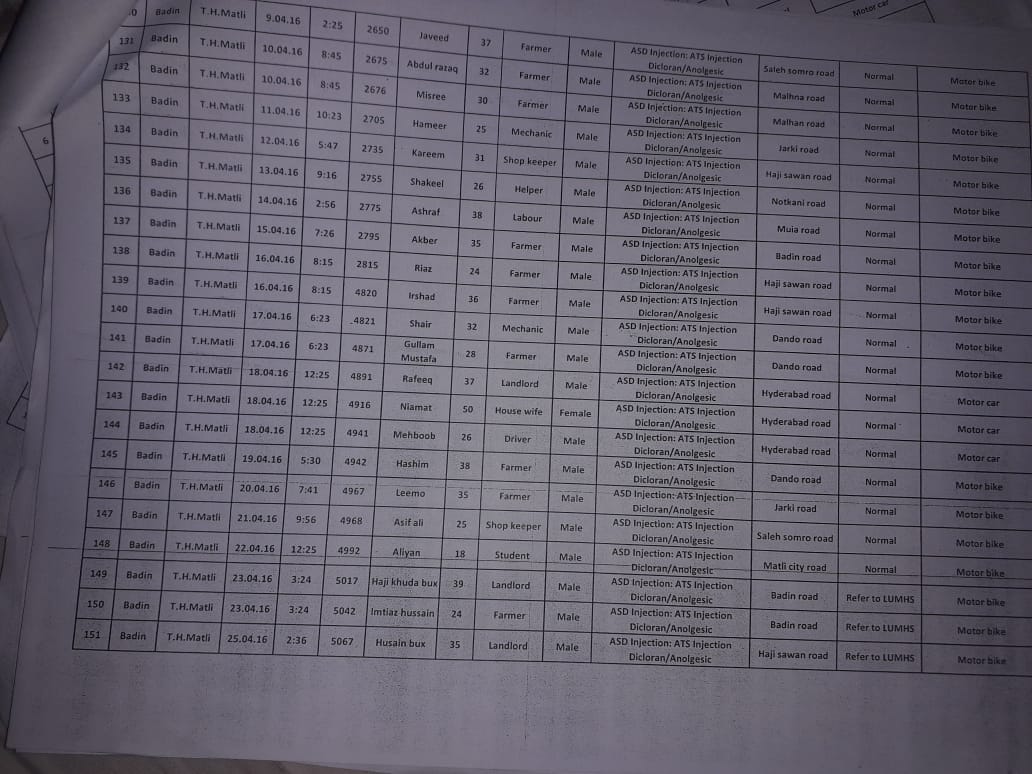 Motor car
6
0 Badin T.H.Matli 9.04.16 2:25 2650 Javeed 37 Farmer Male ASD Injection: ATS Injection Dicloran/Anolgesic Saleh somro road Normal Motor bike
131 Badin T.H.Matli 10.04.16 8:45 2675 Abdul razaq 32 Farmer Male ASD Injection: ATS Injection Dicloran/Anolgesic Malhna road Normal Motor bike
132 Badin T.H.Matli 10.04.16 8:45 2676 Misree 30 Farmer Male ASD Injection: ATS Injection Dicloran/Anolgesic Malhan road Normal Motor bike
133 Badin T.H.Matli 11.04.16 10:23 2705 Hameer 25 Mechanic Male ASD Injection: ATS Injection Dicloran/Anolgesic Jarki road Normal Motor bike
134 Badin T.H.Matli 12.04.16 5:47 2735 Kareem 31 Shop keeper Male ASD Injection: ATS Injection Dicloran/Anolgesic Haji sawan road Normal Motor bike
135 Badin T.H.Matli 13.04.16 9:16 2755 Shakeel 26 Helper Male ASD Injection: ATS Injection Dicloran/Anolgesic Notkani road Normal Motor bike
136 Badin T.H.Matli 14.04.16 2:56 2775 Ashraf 38 Labour Male ASD Injection: ATS Injection Dicloran/Anolgesic Muia road Normal Motor bike
137 Badin T.H.Matli 15.04.16 7:26 2795 Akber 35 Farmer Male ASD Injection: ATS Injection Dicloran/Anolgesic Badin road Normal Motor bike
138 Badin T.H.Matli 16.04.16 8:15 2815 Riaz 24 Farmer Male ASD Injection: ATS Injection Dicloran/Anolgesic Haji sawan road Normal Motor bike
139 Badin T.H.Matli 16.04.16 8:15 4820 Irshad 36 Farmer Male ASD Injection: ATS Injection Dicloran/Anolgesic Haji sawan road Normal Motor bike
140 Badin T.H.Matli 17.04.16 6:23 4821 Shair 32 Mechanic Male ASD Injection: ATS Injection Dicloran/Anolgesic Dando road Normal Motor bike
141 Badin T.H.Matli 17.04.16 6:23 4871 Gullam Mustafa 28 Farmer Male ASD Injection: ATS Injection Dicloran/Anolgesic Dando road Normal Motor bike
142 Badin T.H.Matli 18.04.16 12:25 4891 Rafeeq 37 Landlord Male ASD Injection: ATS Injection Dicloran/Anolgesic Hyderabad road Normal Motor car
143 Badin T.H.Matli 18.04.16 12:25 4916 Niamat 50 House wife Female ASD Injection: ATS Injection Dicloran/Anolgesic Hyderabad road Normal Motor car
144 Badin T.H.Matli 18.04.16 12:25 4941 Mehboob 26 Driver Male ASD Injection: ATS Injection Dicloran/Anolgesic Hyderabad road Normal Motor car
145 Badin T.H.Matli 19.04.16 5:30 4942 Hashim 38 Farmer Male ASD Injection: ATS Injection Dicloran/Anolgesic Dando road Normal Motor bike
146 Badin T.H.Matli 20.04.16 7:41 4967 Leemo 35 Farmer Male ASD Injection: ATS Injection Dicloran/Anolgesic Jarki road Normal Motor bike
147 Badin T.H.Matli 21.04.16 9:56 4968 Asif ali 25 Shop keeper Male ASD Injection: ATS Injection Dicloran/Anolgesic Saleh somro road Normal Motor bike
148 Badin T.H.Matli 22.04.16 12:25 4992 Aliyan 18 Student Male ASD Injection: ATS Injection Dicloran/Anolgesic Matli city road Normal Motor bike
149 Badin T.H.Matli 23.04.16 3:24 5017 Haji khuda bux 39 Landlord Male ASD Injection: ATS Injection Dicloran/Anolgesic Badin road Refer to LUMHS Motor bike
150 Badin T.H.Matli 23.04.16 3:24 5042 Imtiaz hussain 24 Farmer Male ASD Injection: ATS Injection Dicloran/Anolgesic Badin road Refer to LUMHS Motor bike
151 Badin T.H.Matli 25.04.16 2:36 5067 Husain bux 35 Landlord Male ASD Injection: ATS Injection Dicloran/Anolgesic Haji sawan road Refer to LUMHS Motor bike